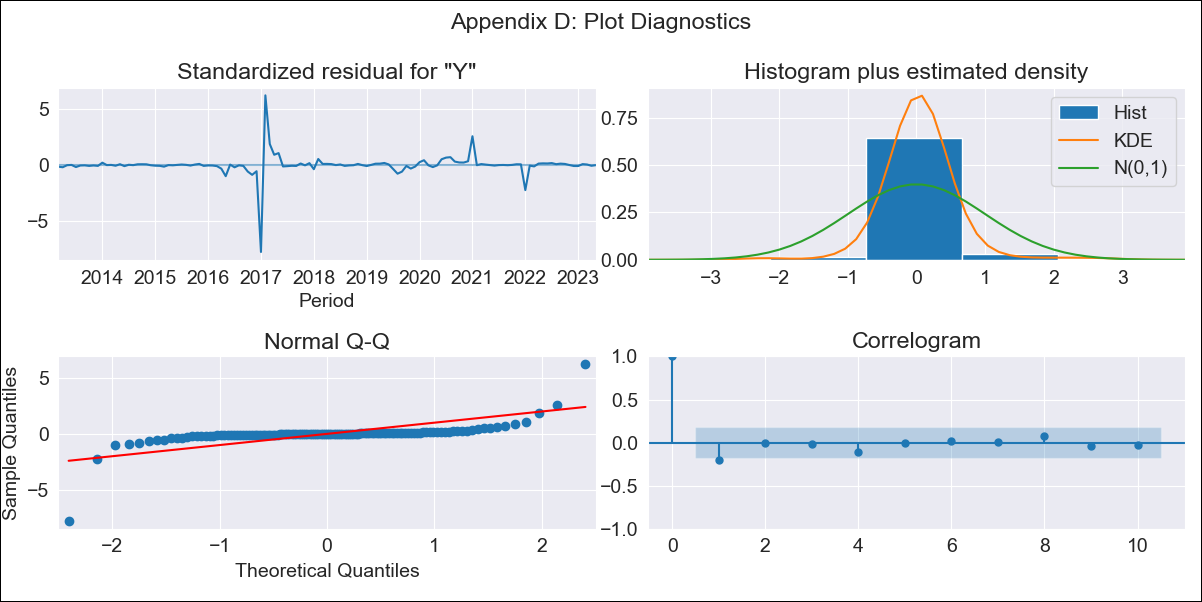 Appendix D: Plot Diagnostics
Standardized residual for "Y"
5
0
−5
2014 2015 2016 2017 2018 2019 2020 2021 2022 2023
Period
Histogram plus estimated density
Hist
KDE
N(0,1)
0.75
0.50
0.25
0.00
−3 −2 −1 0 1 2 3
Normal Q-Q
Sample Quantiles
5
0
−5
−2 −1 0 1 2
Theoretical Quantiles
Correlogram
1.0
0.5
0.0
−0.5
−1.0
0 2 4 6 8 10